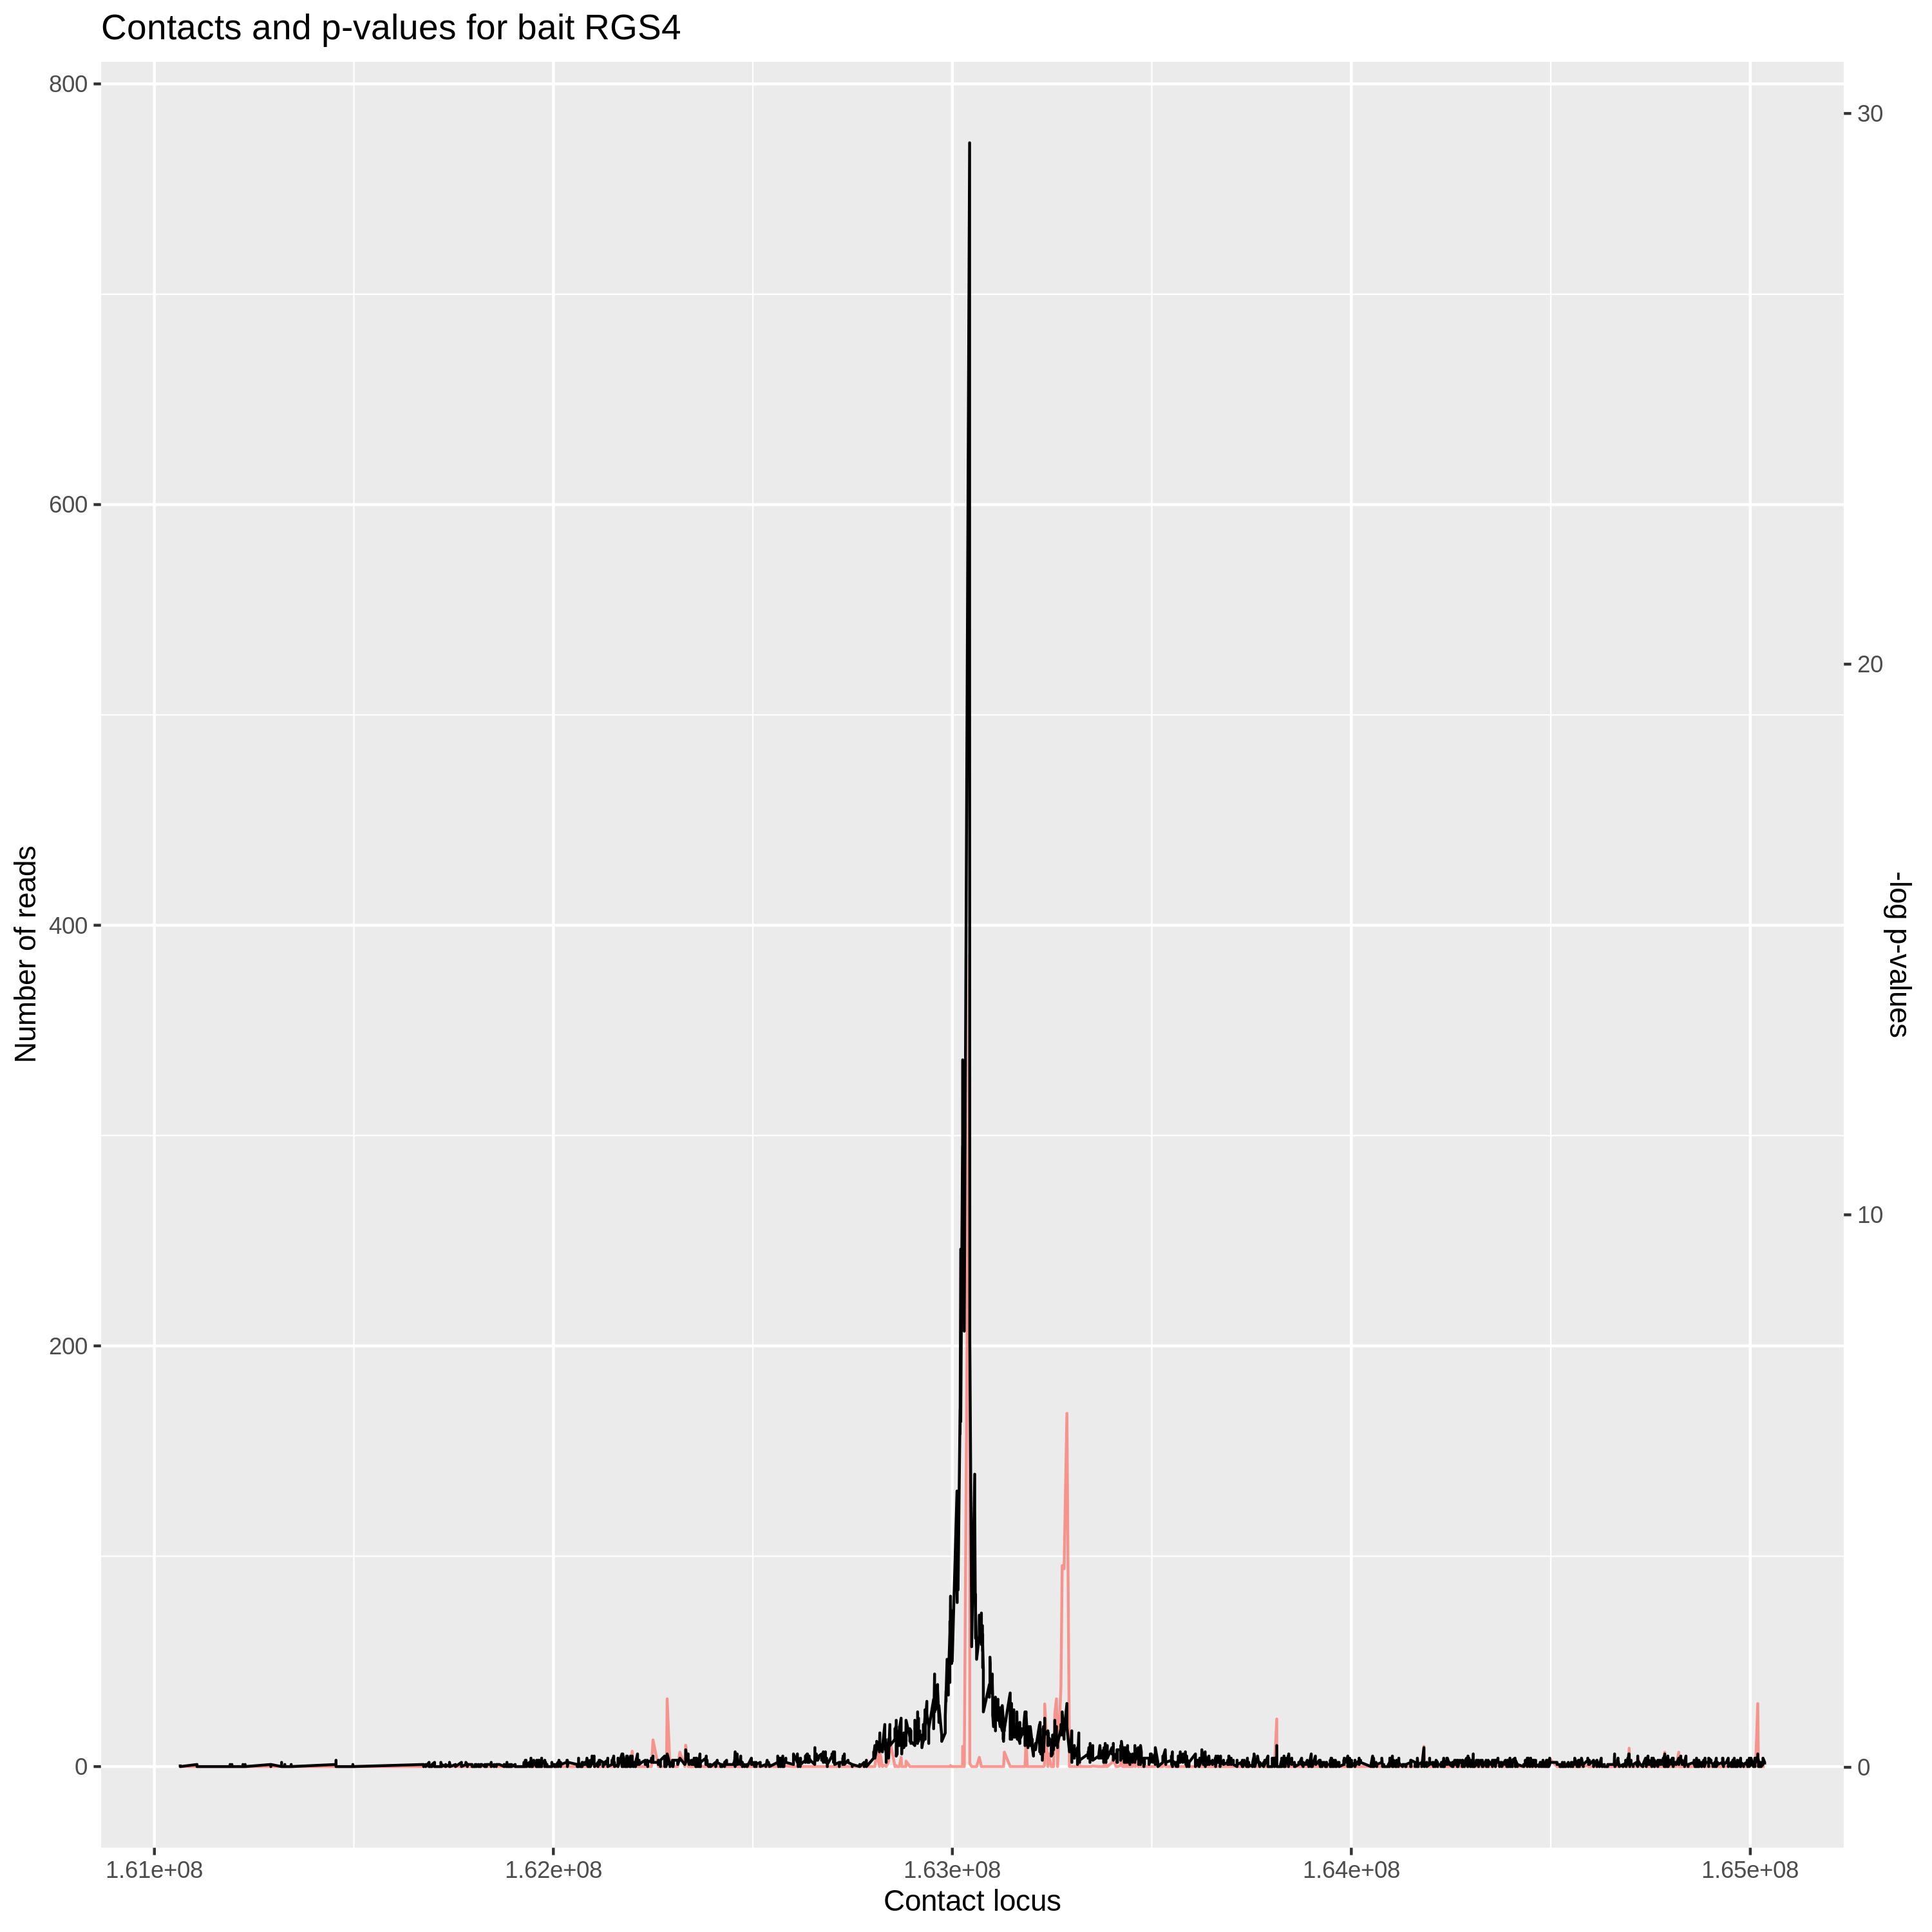 Contacts and p-values for bait RGS4
800
600
400
200
0
30
20
10
0
Number of reads
-log p-values
1.61e+08 1.62e+08 1.63e+08 1.64e+08 1.65e+08
Contact locus